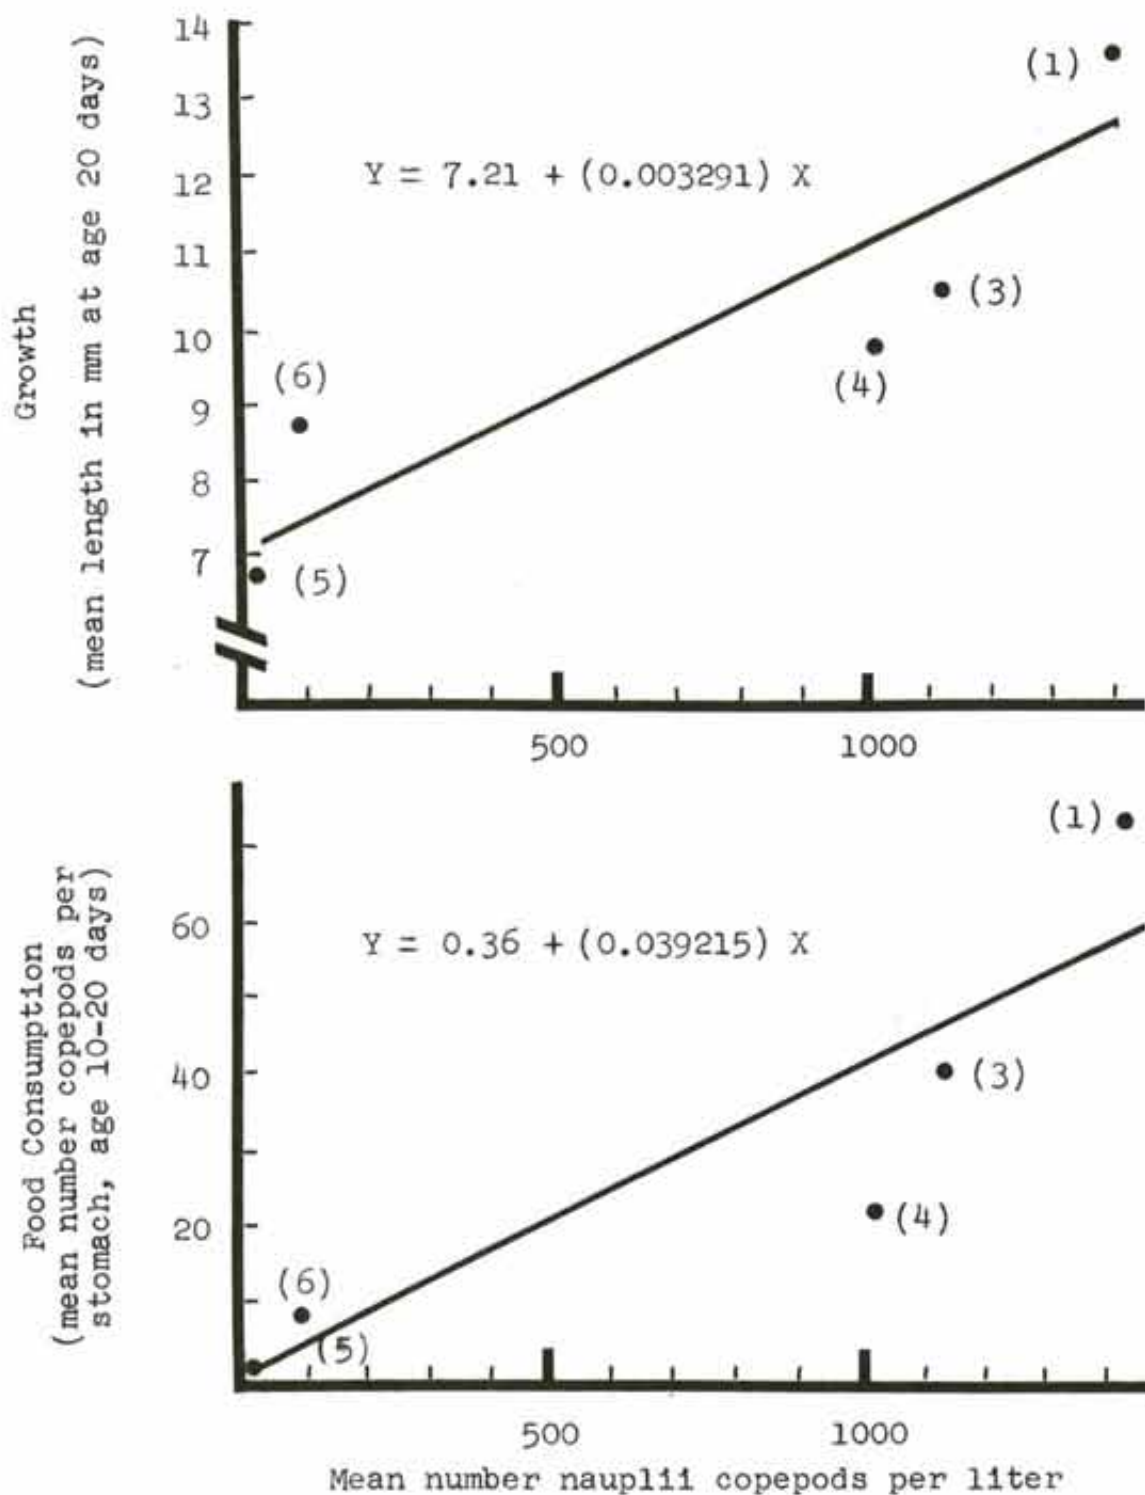 Growth
(mean length in mm at age 20 days)
14
13
12
11
10
9
8
7
(1)
Y = 7.21 + (0.003291) X
(3)
(4)
(6)
(5)
500 1000
Food Consumption
(mean number copepods per
stomach, age 10-20 days)
60
40
20
(1)
Y = 0.36 + (0.039215) X
(3)
(4)
(6)
(5)
500 1000
Mean number nauplii copepods per liter